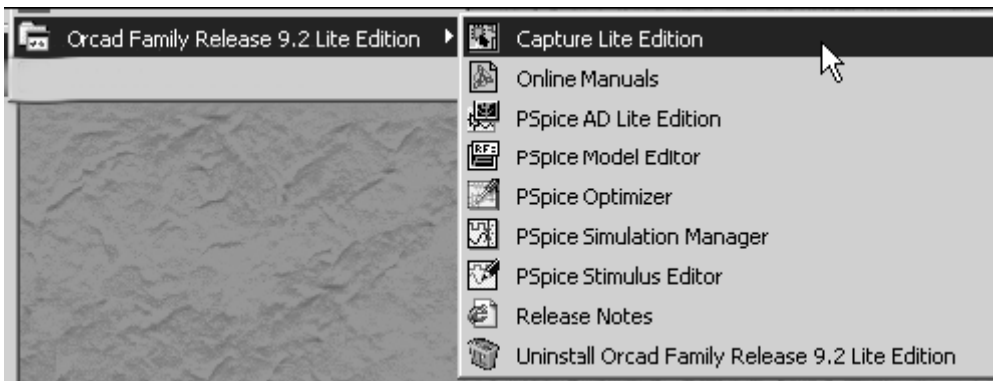 Orcad Family Release 9.2 Lite Edition
Capture Lite Edition
Online Manuals
PSpice AD Lite Edition
PSpice Model Editor
PSpice Optimizer
PSpice Simulation Manager
PSpice Stimulus Editor
Release Notes
Uninstall Orcad Family Release 9.2 Lite Edition